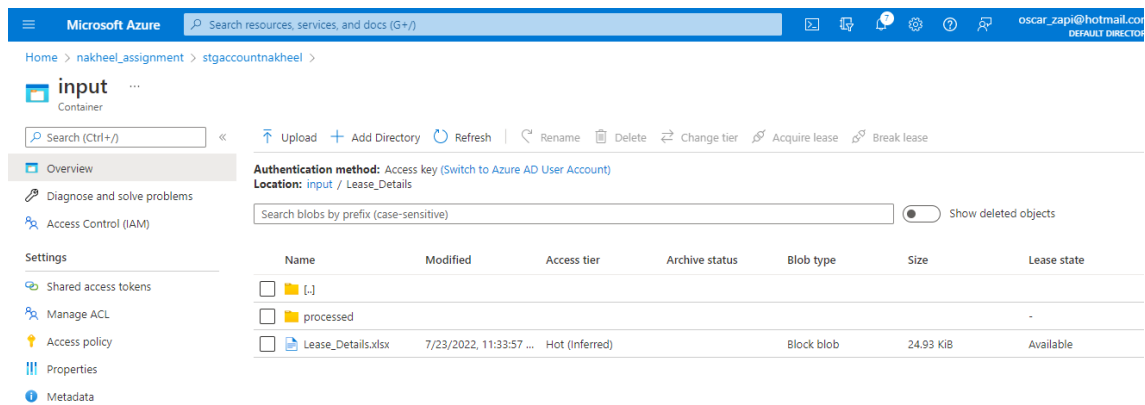 Microsoft Azure
Search resources, services, and docs (G+/)
7
oscar_zapi@hotmail.com
DEFAULT DIRECTOR
Home > nakheel_assignment > stgaccountnakheel >
input ...
Container
Search (Ctrl+/)
«
Upload
Add Directory
Refresh
Rename
Delete
Change tier
Acquire lease
Break lease
Overview
Diagnose and solve problems
Access Control (IAM)
Settings
Shared access tokens
Manage ACL
Access policy
Properties
Metadata
Authentication method: Access key (Switch to Azure AD User Account)
Location: input / Lease_Details
Search blobs by prefix (case-sensitive)
Show deleted objects
Name Modified Access tier Archive status Blob type Size Lease state
[..]
processed -
Lease_Details.xlsx 7/23/2022, 11:33:57 ... Hot (Inferred) Block blob 24.93 KiB Available